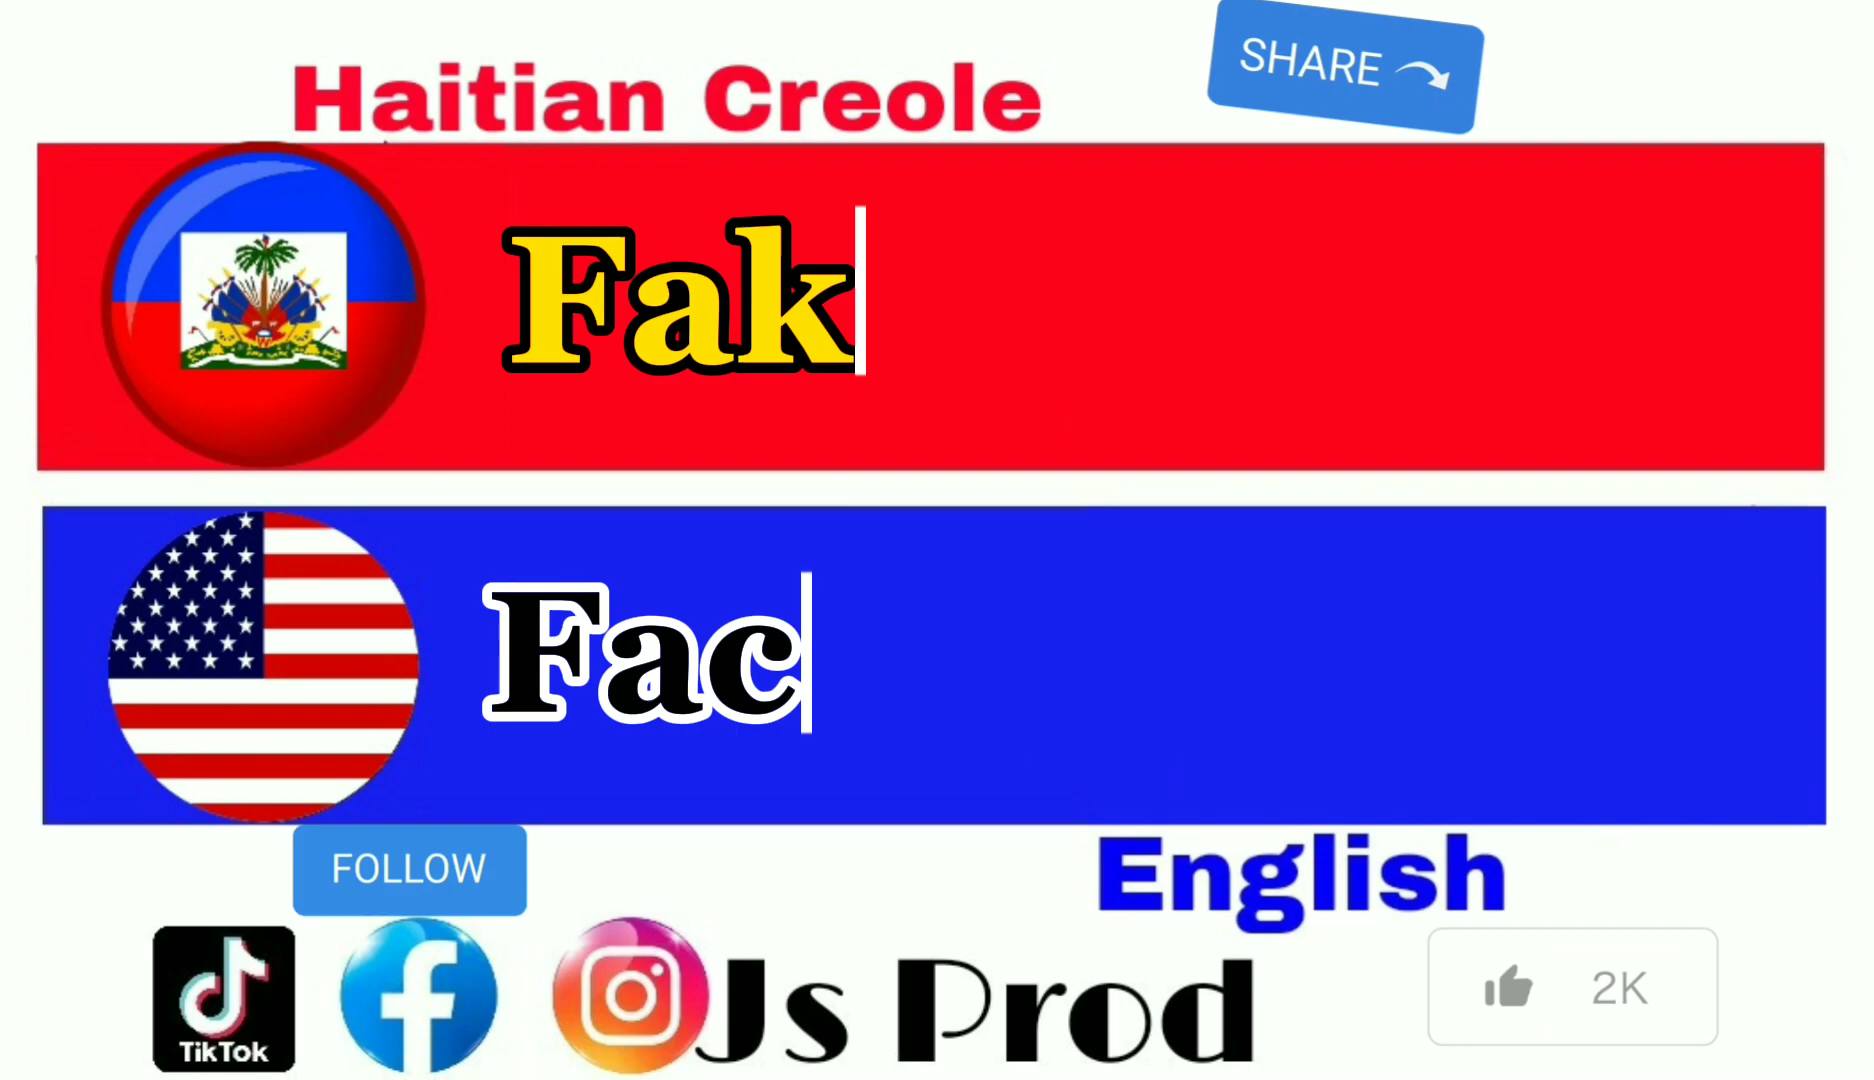 SHARE
Haitian Creole
Fak
Fac
FOLLOW
English
TikTok
Js Prod
2K